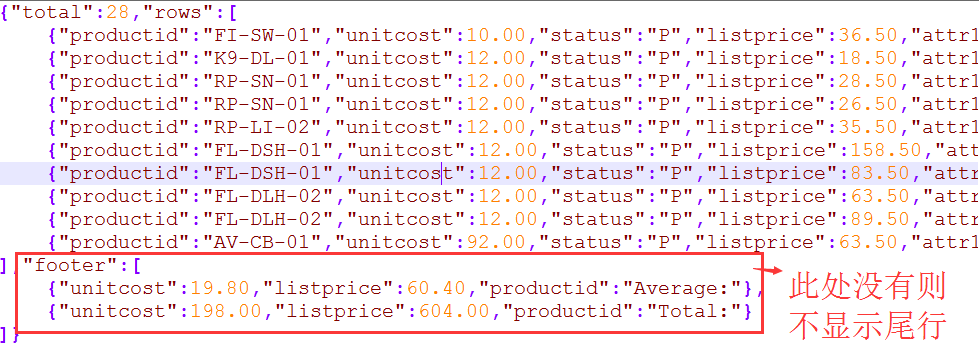 {"total":28,"rows":[
{"productid":"FI-SW-01","unitcost":10.00,"status":"P","listprice":36.50,"attr1
{"productid":"K9-DL-01","unitcost":12.00,"status":"P","listprice":18.50,"attr1
{"productid":"RP-SN-01","unitcost":12.00,"status":"P","listprice":28.50,"attr1
{"productid":"RP-SN-01","unitcost":12.00,"status":"P","listprice":26.50,"attr1
{"productid":"RP-LI-02","unitcost":12.00,"status":"P","listprice":35.50,"attr1
{"productid":"FL-DSH-01","unitcost":12.00,"status":"P","listprice":158.50,"att
{"productid":"FL-DSH-01","unitcost":12.00,"status":"P","listprice":83.50,"attr
{"productid":"FL-DLH-02","unitcost":12.00,"status":"P","listprice":63.50,"attr
{"productid":"FL-DLH-02","unitcost":12.00,"status":"P","listprice":89.50,"attr
{"productid":"AV-CB-01","unitcost":92.00,"status":"P","listprice":63.50,"attr1
],"footer":[
{"unitcost":19.80,"listprice":60.40,"productid":"Average:"},
{"unitcost":198.00,"listprice":604.00,"productid":"Total:"}
]}
此处没有则
不显示尾行